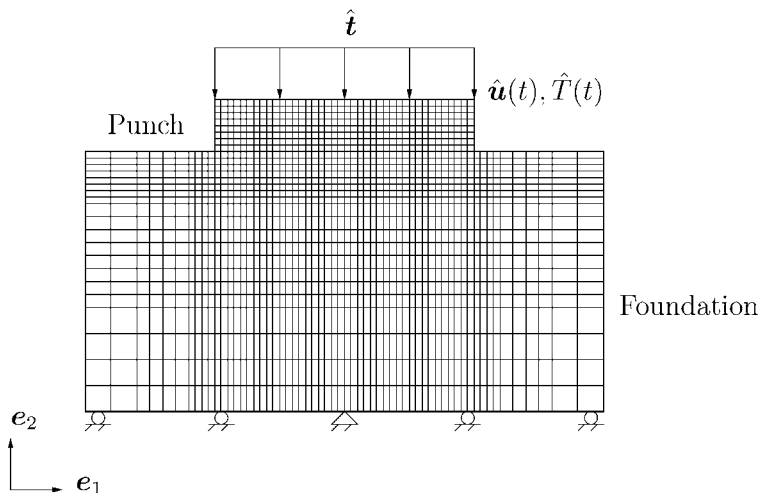 t̂
û(t), T̂(t)
Punch
Foundation
e₂
e₁